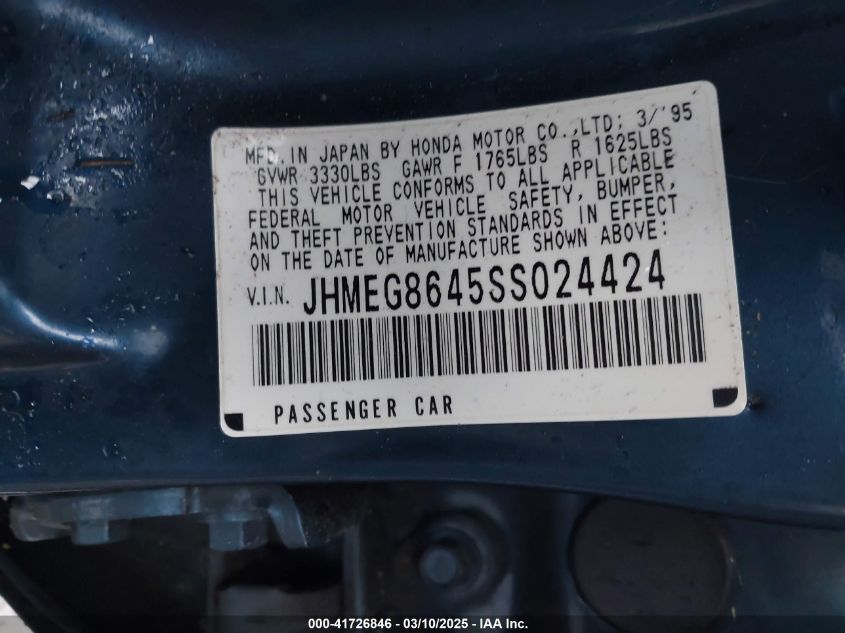 MFD. IN JAPAN BY HONDA MOTOR CO.,LTD; 3/'95
GVWR 3330LBS GAWR F 1765LBS R 1625LBS
THIS VEHICLE CONFORMS TO ALL APPLICABLE
FEDERAL MOTOR VEHICLE SAFETY, BUMPER,
AND THEFT PREVENTION STANDARDS IN EFFECT
ON THE DATE OF MANUFACTURE SHOWN ABOVE:
V.I.N. JHMEG8645SS024424
PASSENGER CAR
000-41726846 — 03/10/2025 — IAA Inc.